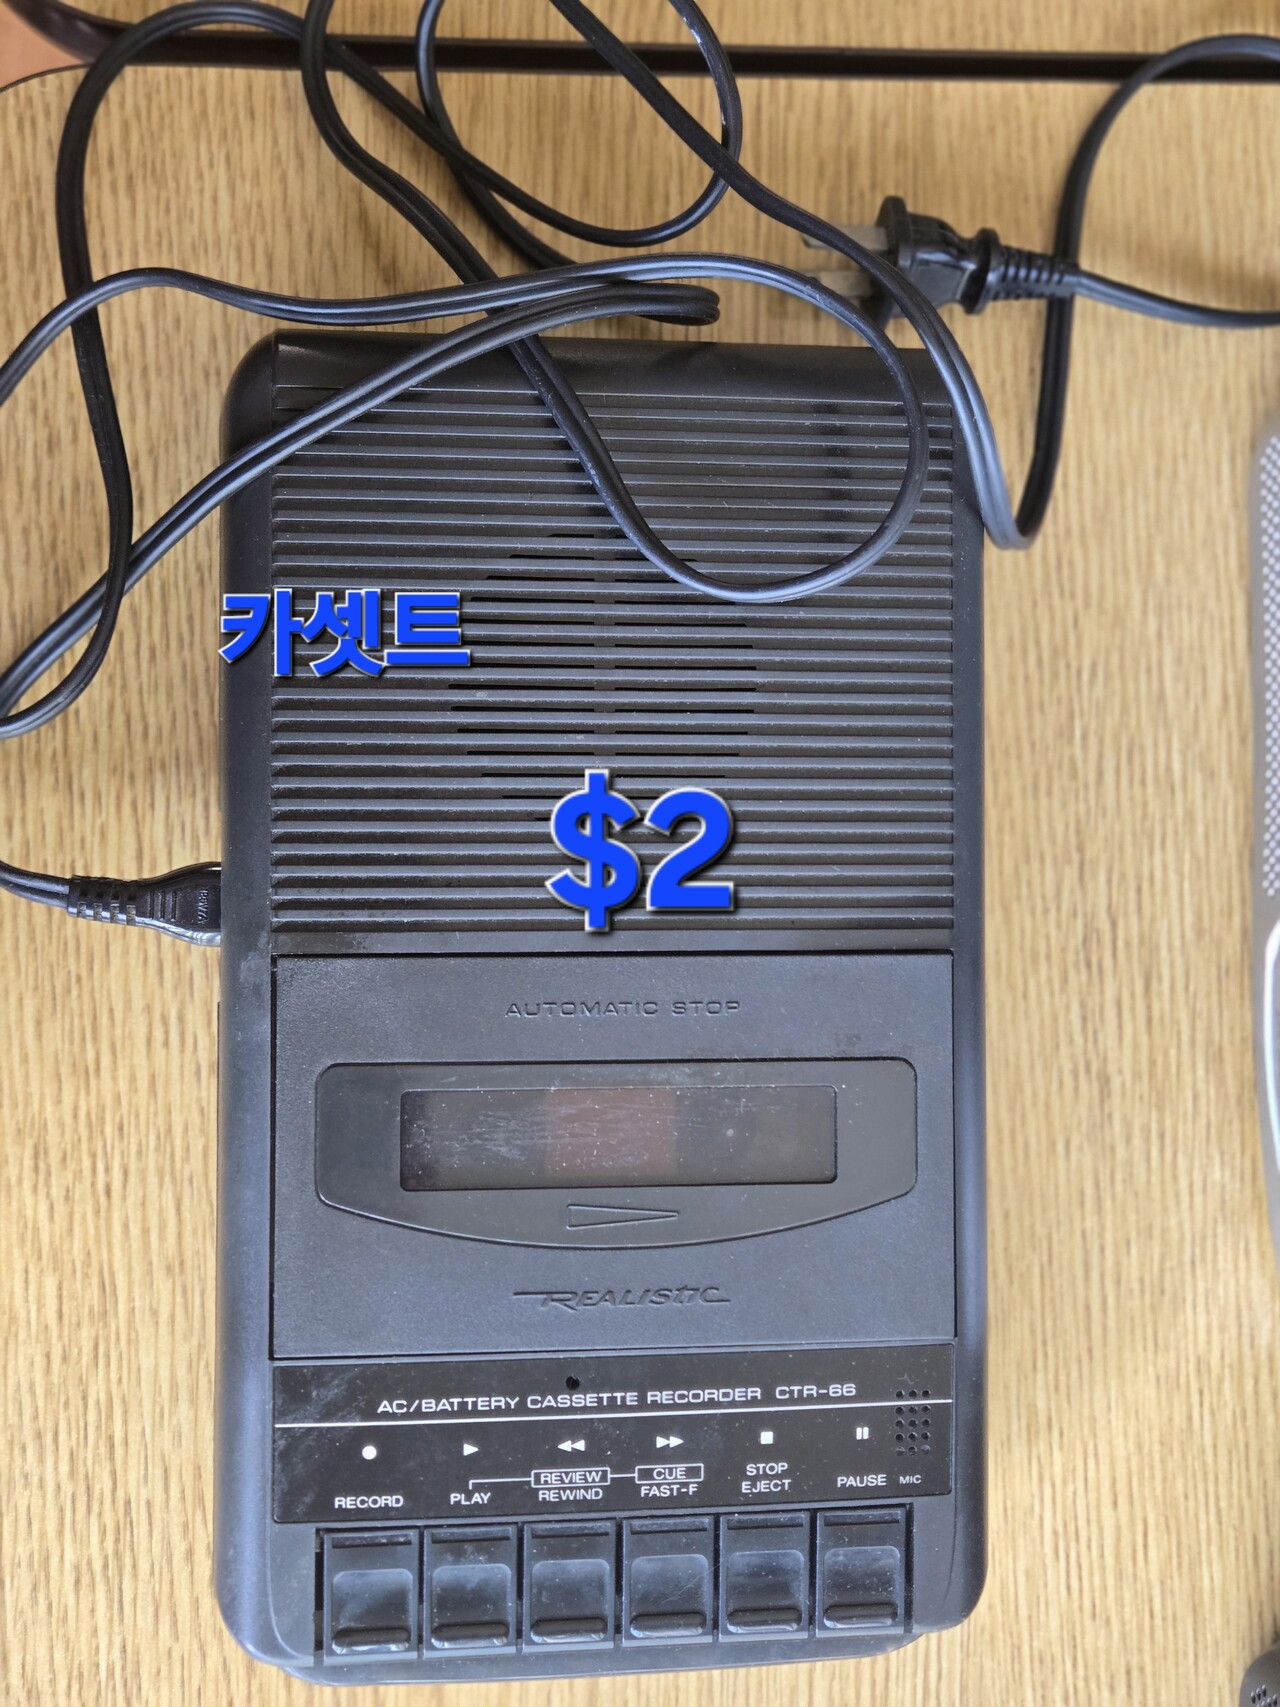 카셋트
$2
AUTOMATIC STOP
REALISTIC
AC/BATTERY CASSETTE RECORDER CTR-66
RECORD
PLAY
REVIEW
REWIND
CUE
FAST-F
STOP
EJECT
PAUSE
MIC